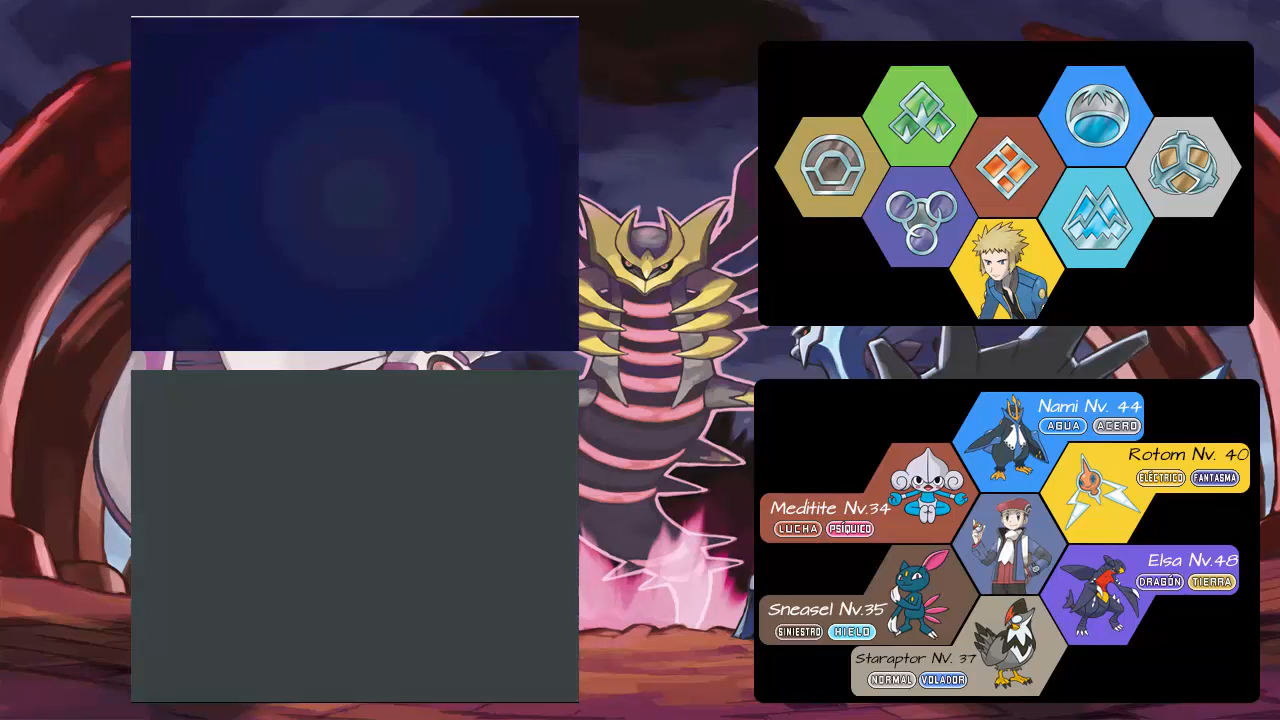 Nami Nv. 44
AGUA ACERO
Rotom Nv. 40
ELÉCTRICO FANTASMA
Meditite Nv.34
LUCHA PSÍQUICO
Elsa Nv.48
DRAGÓN TIERRA
Sneasel Nv.35
SINIESTRO HIELO
Staraptor NV. 37
NORMAL VOLADOR